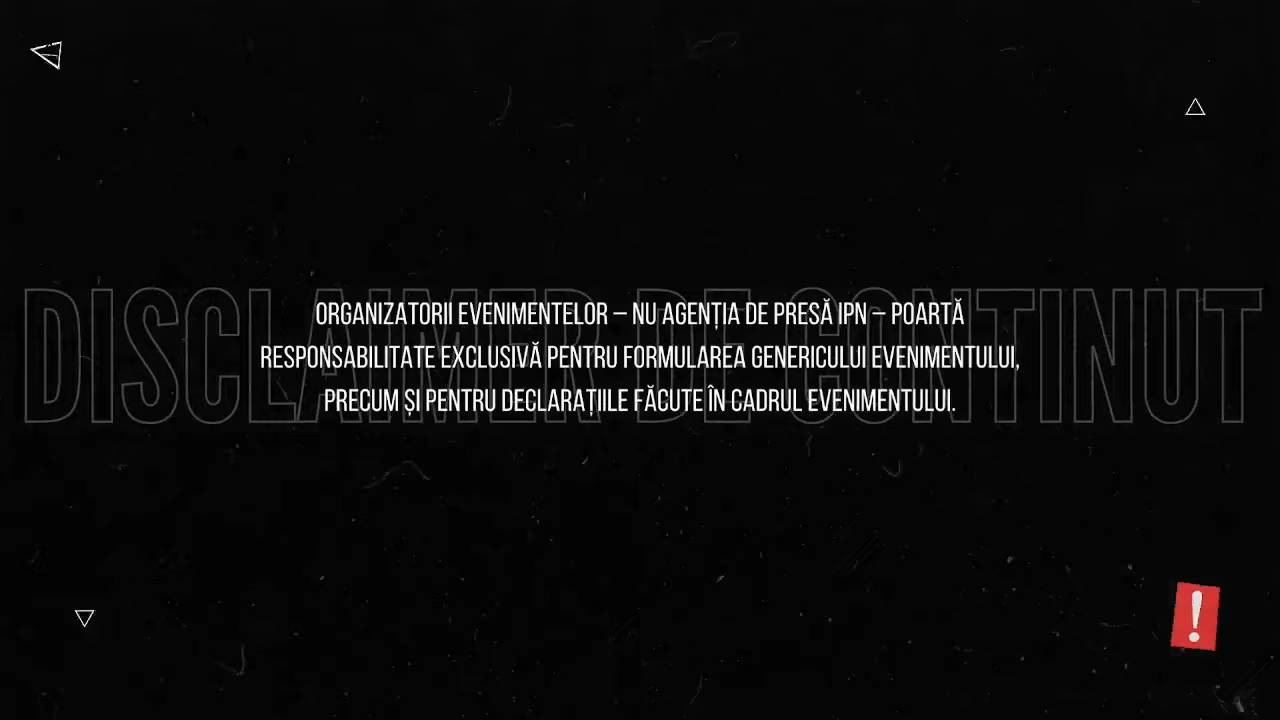 DISCLAIMER DE CONTINUT
ORGANIZATORII EVENIMENTELOR – NU AGENȚIA DE PRESĂ IPN – POARTĂ
RESPONSABILITATE EXCLUSIVĂ PENTRU FORMULAREA GENERICULUI EVENIMENTULUI,
PRECUM ȘI PENTRU DECLARAȚIILE FĂCUTE ÎN CADRUL EVENIMENTULUI.
!